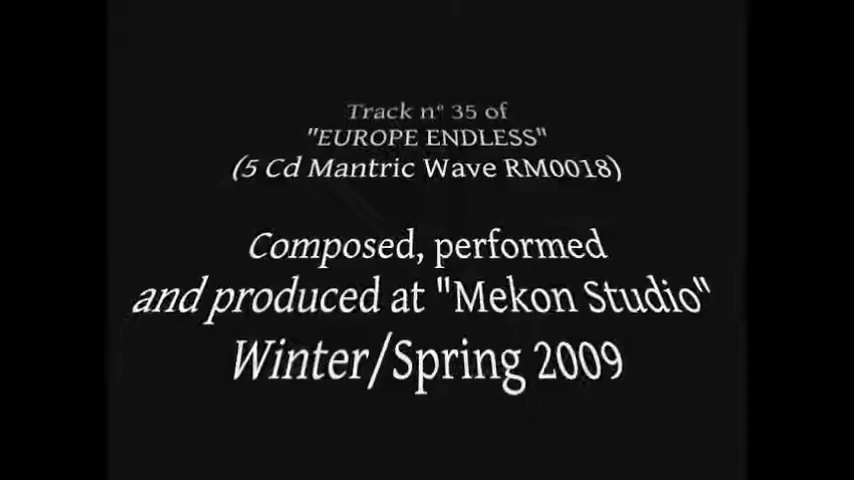 Track n° 35 of
"EUROPE ENDLESS"
(5 Cd Mantric Wave RM0018)
Composed, performed
and produced at "Mekon Studio"
Winter/Spring 2009